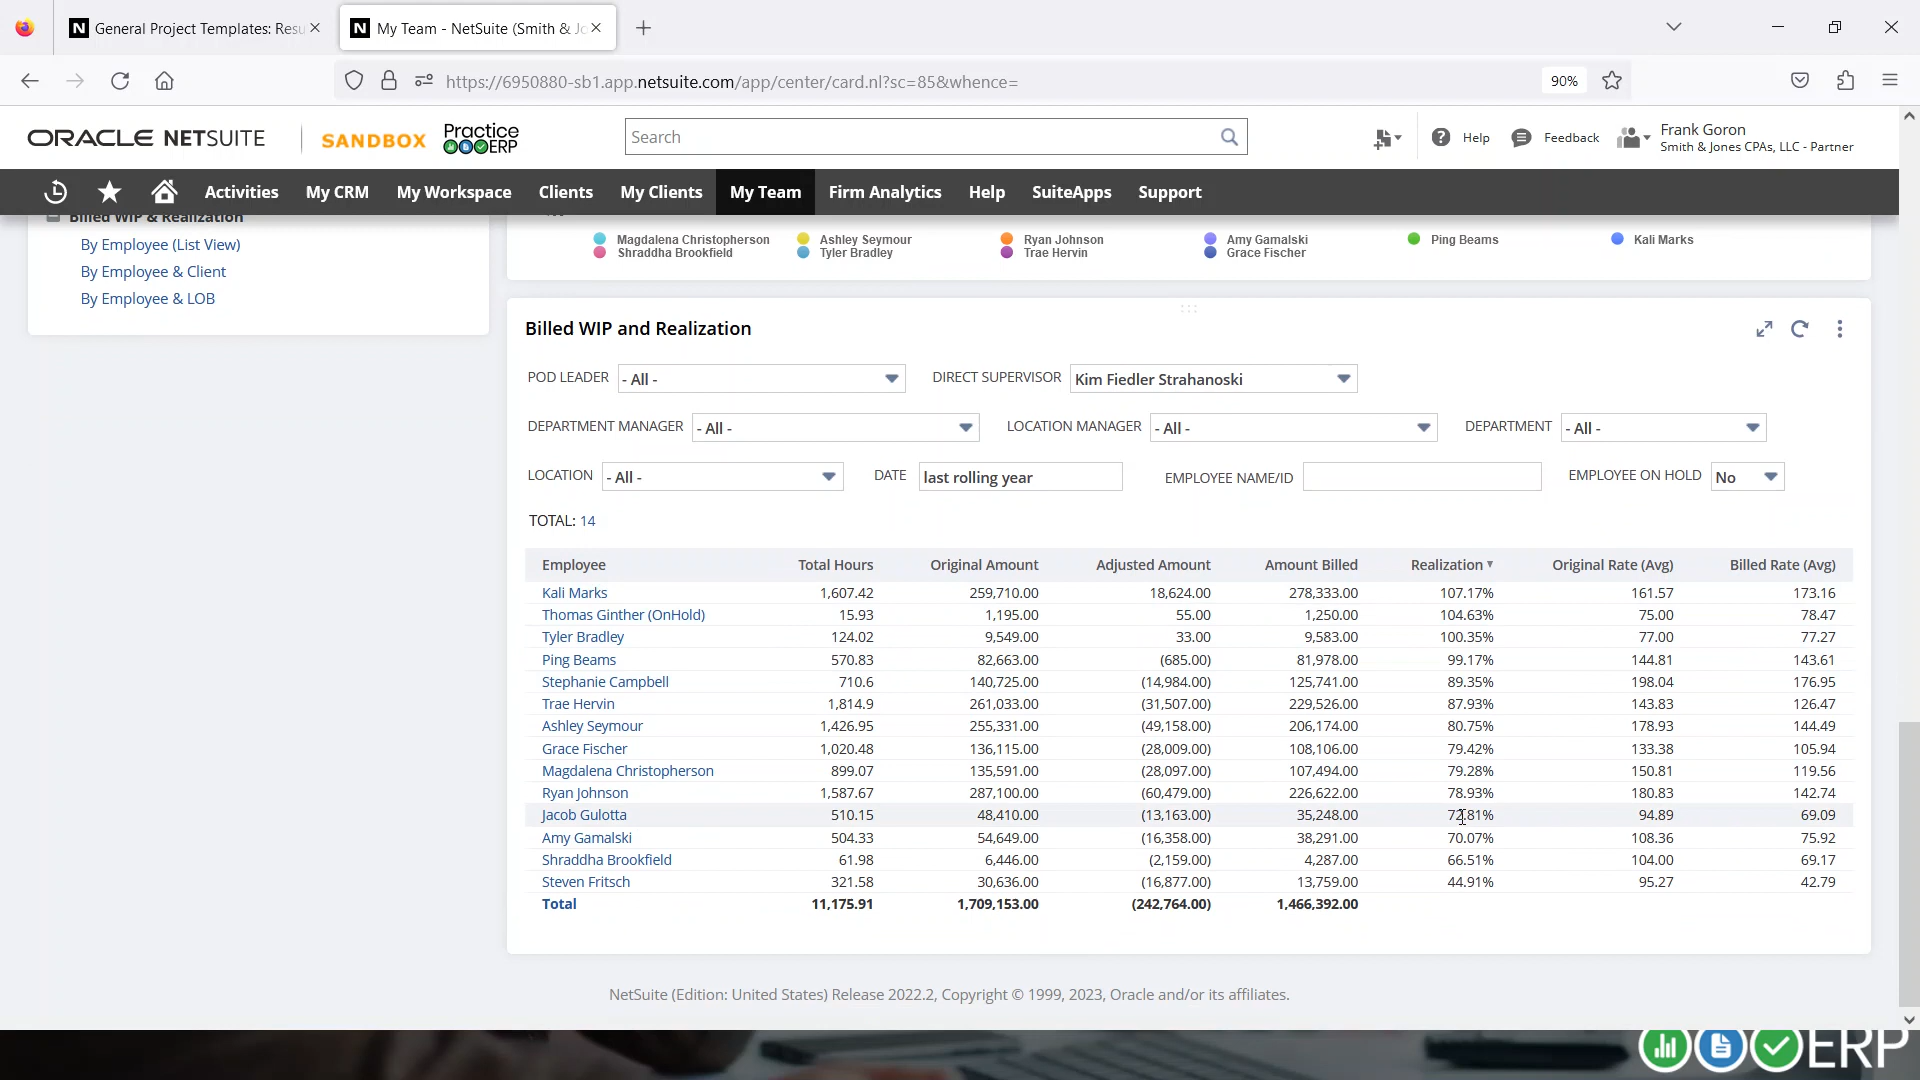 General Project Templates: Resu
My Team - NetSuite (Smith & Jo
https://6950880-sb1.app.netsuite.com/app/center/card.nl?sc=85&whence=
90%
ORACLE NETSUITE
SANDBOX
Practice
ERP
Search
Help
Feedback
Frank Goron
Smith & Jones CPAs, LLC - Partner
Activities My CRM My Workspace Clients My Clients My Team Firm Analytics Help SuiteApps Support
Billed WIP & Realization
By Employee (List View)
By Employee & Client
By Employee & LOB
Magdalena Christopherson Ashley Seymour Ryan Johnson Amy Gamalski Ping Beams Kali Marks
Shraddha Brookfield Tyler Bradley Trae Hervin Grace Fischer
Billed WIP and Realization
POD LEADER - All - DIRECT SUPERVISOR Kim Fiedler Strahanoski
DEPARTMENT MANAGER - All - LOCATION MANAGER - All - DEPARTMENT - All -
LOCATION - All - DATE last rolling year EMPLOYEE NAME/ID EMPLOYEE ON HOLD No
TOTAL: 14
Employee Total Hours Original Amount Adjusted Amount Amount Billed Realization Original Rate (Avg) Billed Rate (Avg)
Kali Marks 1,607.42 259,710.00 18,624.00 278,333.00 107.17% 161.57 173.16
Thomas Ginther (OnHold) 15.93 1,195.00 55.00 1,250.00 104.63% 75.00 78.47
Tyler Bradley 124.02 9,549.00 33.00 9,583.00 100.35% 77.00 77.27
Ping Beams 570.83 82,663.00 (685.00) 81,978.00 99.17% 144.81 143.61
Stephanie Campbell 710.6 140,725.00 (14,984.00) 125,741.00 89.35% 198.04 176.95
Trae Hervin 1,814.9 261,033.00 (31,507.00) 229,526.00 87.93% 143.83 126.47
Ashley Seymour 1,426.95 255,331.00 (49,158.00) 206,174.00 80.75% 178.93 144.49
Grace Fischer 1,020.48 136,115.00 (28,009.00) 108,106.00 79.42% 133.38 105.94
Magdalena Christopherson 899.07 135,591.00 (28,097.00) 107,494.00 79.28% 150.81 119.56
Ryan Johnson 1,587.67 287,100.00 (60,479.00) 226,622.00 78.93% 180.83 142.74
Jacob Gulotta 510.15 48,410.00 (13,163.00) 35,248.00 72.81% 94.89 69.09
Amy Gamalski 504.33 54,649.00 (16,358.00) 38,291.00 70.07% 108.36 75.92
Shraddha Brookfield 61.98 6,446.00 (2,159.00) 4,287.00 66.51% 104.00 69.17
Steven Fritsch 321.58 30,636.00 (16,877.00) 13,759.00 44.91% 95.27 42.79
Total 11,175.91 1,709,153.00 (242,764.00) 1,466,392.00
NetSuite (Edition: United States) Release 2022.2, Copyright © 1999, 2023, Oracle and/or its affiliates.
ERP